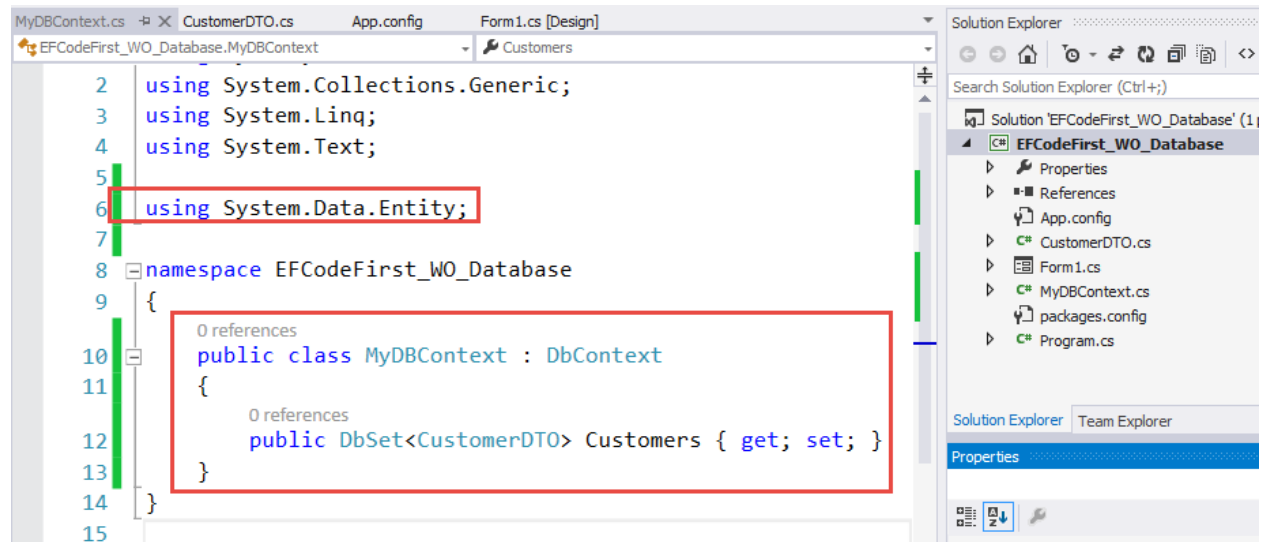 MyDBContext.cs CustomerDTO.cs App.config Form1.cs [Design]
EFCodeFirst_WO_Database.MyDBContext Customers
2 using System.Collections.Generic;
3 using System.Linq;
4 using System.Text;
5
6 using System.Data.Entity;
7
8 namespace EFCodeFirst_WO_Database
9 {
0 references
10 public class MyDBContext : DbContext
11 {
0 references
12 public DbSet<CustomerDTO> Customers { get; set; }
13 }
14 }
15
Solution Explorer
Search Solution Explorer (Ctrl+;)
Solution 'EFCodeFirst_WO_Database' (1
C# EFCodeFirst_WO_Database
Properties
References
App.config
C# CustomerDTO.cs
Form1.cs
C# MyDBContext.cs
packages.config
C# Program.cs
Solution Explorer Team Explorer
Properties